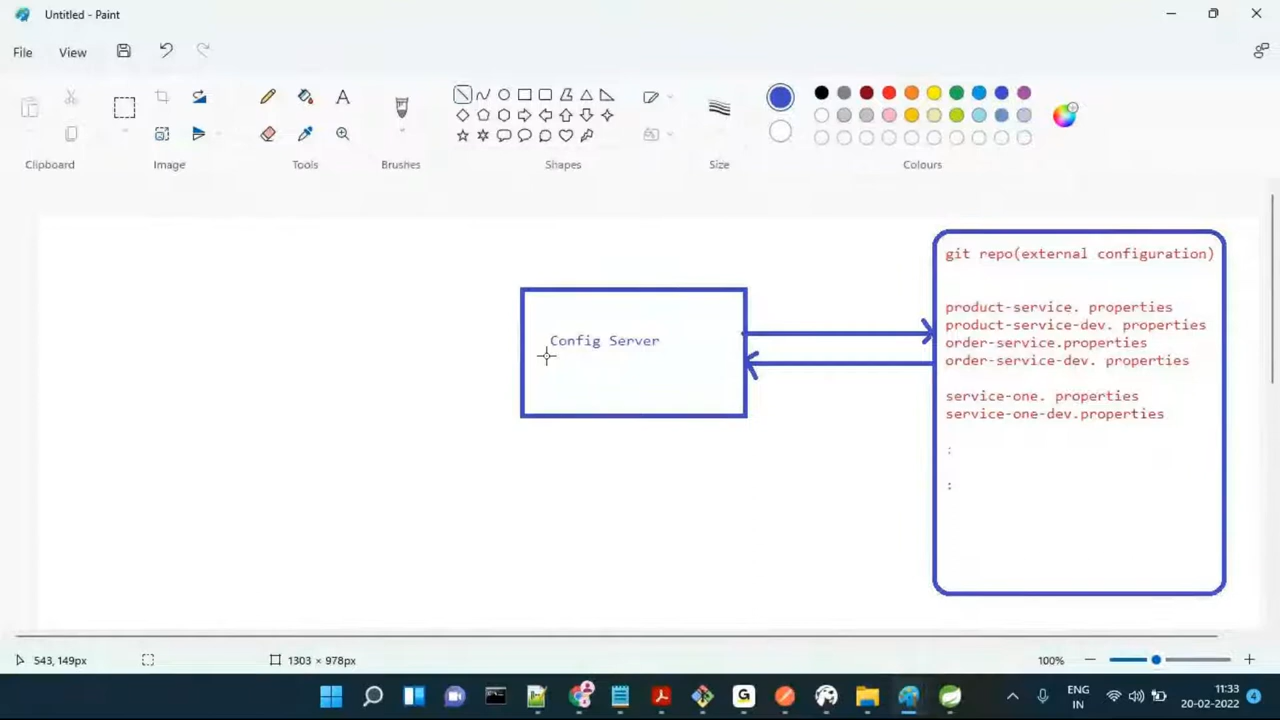 Untitled - Paint
File
View
Clipboard
Image
Tools
Brushes
Shapes
Size
Colours
git repo(external configuration)
product-service. properties
product-service-dev. properties
order-service.properties
order-service-dev. properties
service-one. properties
service-one-dev.properties
:
:
Config Server
543, 149px
1303 × 978px
100%
ENG
IN
11:33
20-02-2022
4